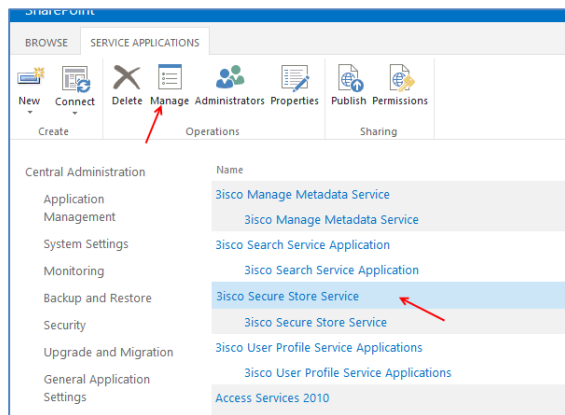 SharePoint
BROWSE SERVICE APPLICATIONS
New Connect Delete Manage Administrators Properties Publish Permissions
Create Operations Sharing
Central Administration
Application
Management
System Settings
Monitoring
Backup and Restore
Security
Upgrade and Migration
General Application
Settings
Name
3isco Manage Metadata Service
3isco Manage Metadata Service
3isco Search Service Application
3isco Search Service Application
3isco Secure Store Service
3isco Secure Store Service
3isco User Profile Service Applications
3isco User Profile Service Applications
Access Services 2010